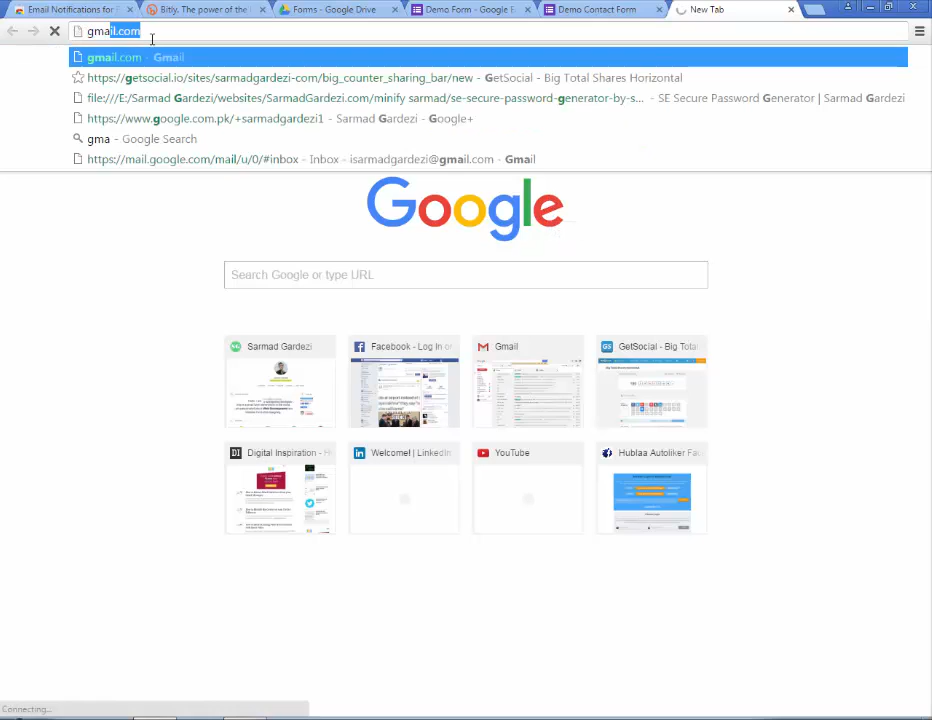 Email Notifications for F
Bitly. The power of the
Forms - Google Drive
Demo Form - Google E
Demo Contact Form
New Tab
gmail.com
gmail.com - Gmail
https://getsocial.io/sites/sarmadgardezi-com/big_counter_sharing_bar/new - GetSocial - Big Total Shares Horizontal
file:///E:/Sarmad Gardezi/websites/SarmadGardezi.com/minify sarmad/se-secure-password-generator-by-s... - SE Secure Password Generator | Sarmad Gardezi
https://www.google.com.pk/+sarmadgardezi1 - Sarmad Gardezi - Google+
gma - Google Search
https://mail.google.com/mail/u/0/#inbox - Inbox - isarmadgardezi@gmail.com - Gmail
Google
Search Google or type URL
Sarmad Gardezi
Facebook - Log In or
Gmail
GetSocial - Big Total
Digital Inspiration - H
Welcome! | LinkedIn
YouTube
Hublaa Autoliker Fa
Connecting...